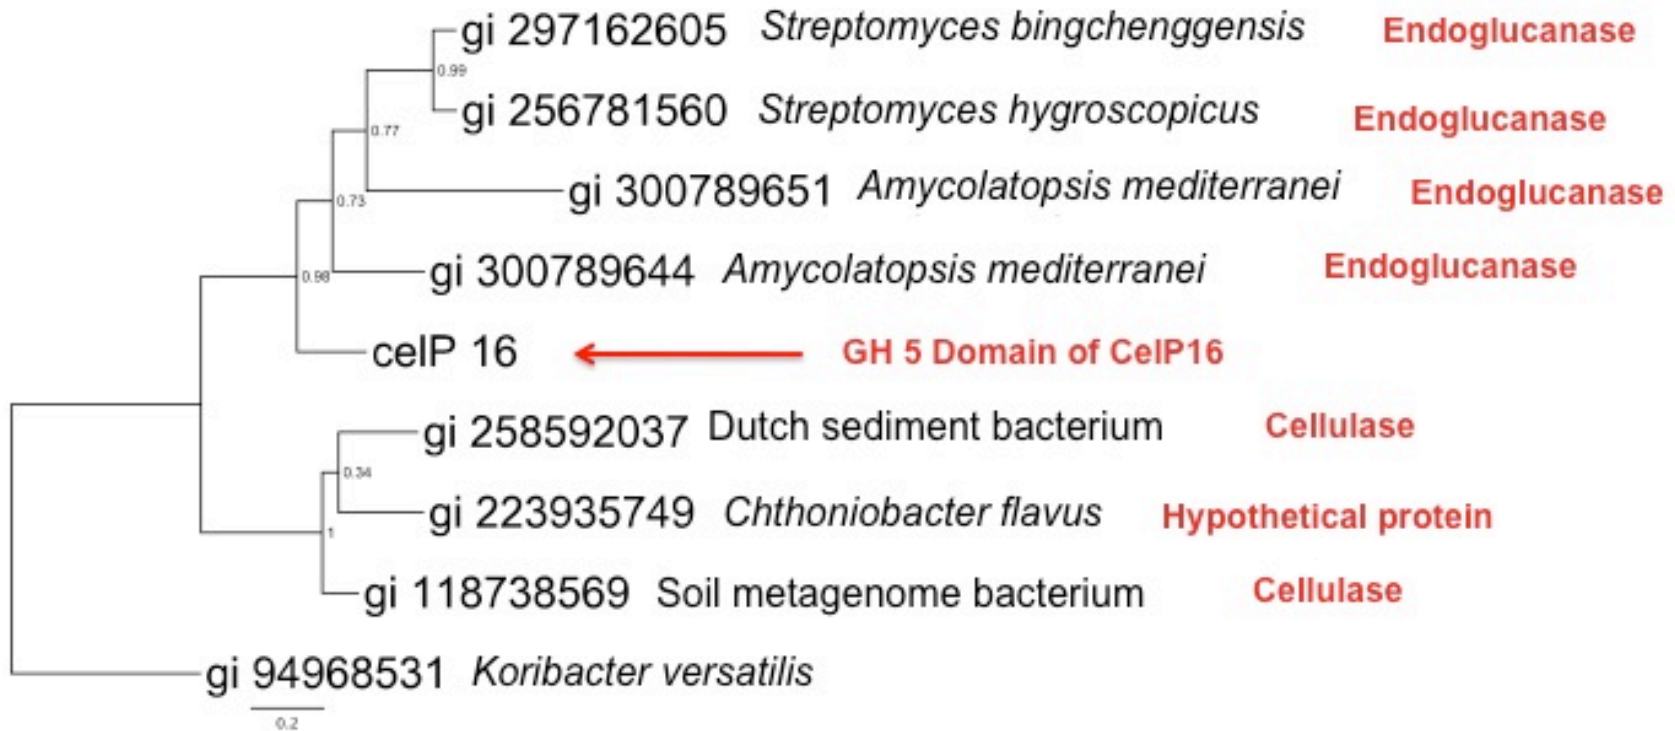 gi 297162605 Streptomyces bingchenggensis Endoglucanase
0.99
gi 256781560 Streptomyces hygroscopicus Endoglucanase
0.77
gi 300789651 Amycolatopsis mediterranei Endoglucanase
0.73
gi 300789644 Amycolatopsis mediterranei Endoglucanase
0.98
celP 16 GH 5 Domain of CelP16
gi 258592037 Dutch sediment bacterium Cellulase
0.34
gi 223935749 Chthoniobacter flavus Hypothetical protein
1
gi 118738569 Soil metagenome bacterium Cellulase
gi 94968531 Koribacter versatilis
0.2